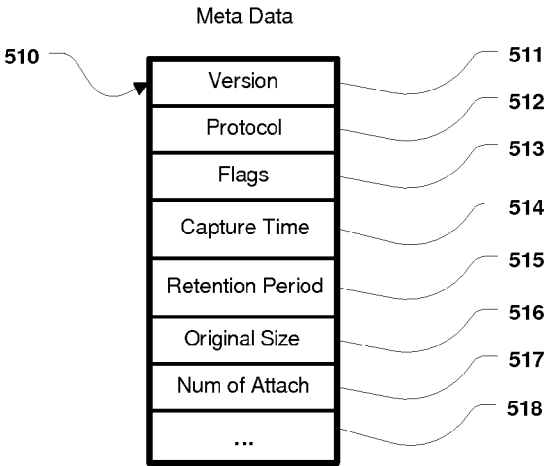 Meta Data
510
Version
511
Protocol
512
Flags
513
Capture Time
514
Retention Period
515
Original Size
516
Num of Attach
517
...
518